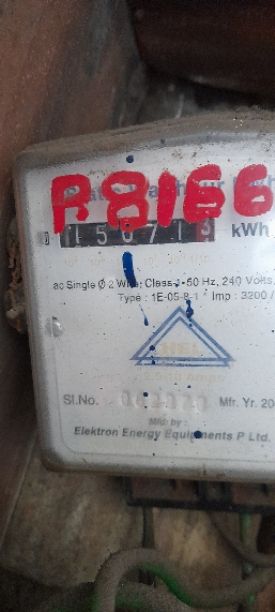 R8166
150713
kWh
ac Single Ø 2 Wire, Class-1-50 Hz, 240 Volts,
Type : 1E-05-8-1 Imp : 3200 /
Sl.No.
Mfr. Yr. 20
Mfd by :
Elektron Energy Equipments P Ltd.